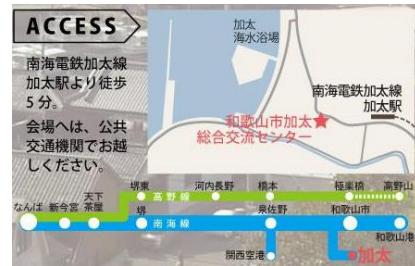 ACCESS
南海電鉄加太線
加太駅より徒歩
5分。
会場へは、公共
交通機関でお越
しください。
加太
海水浴場
南海電鉄加太線
加太駅
和歌山市加太
総合交流センター
堺東
河内長野
橋本
極楽橋
高野山
高野線
なんば
新今宮
天下
茶屋
堺
南海線
泉佐野
和歌山市
和歌山港
関西空港
加太